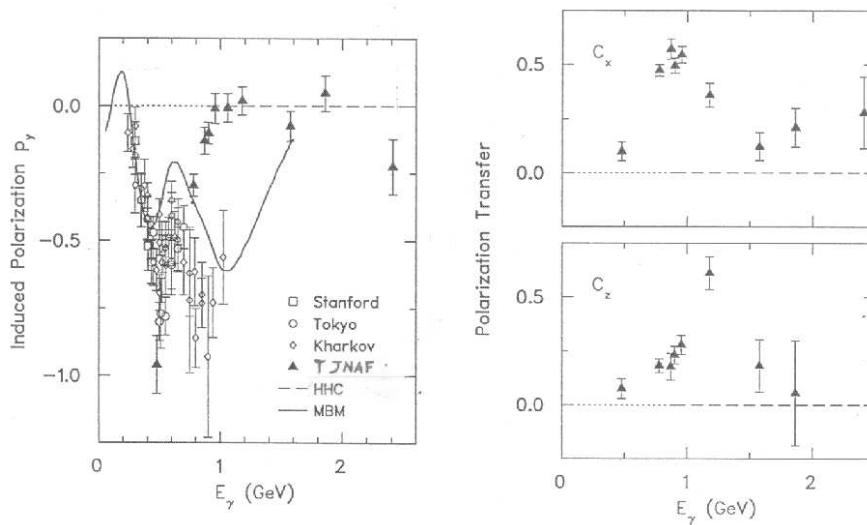 Induced Polarization p_y
0.0
−0.5
−1.0
Stanford
Tokyo
Kharkov
TJNAF
HHC
MBM
0
1
2
E_γ (GeV)
Polarization Transfer
C_x
0.5
0.0
C_z
0.5
0.0
0
1
2
E_γ (GeV)